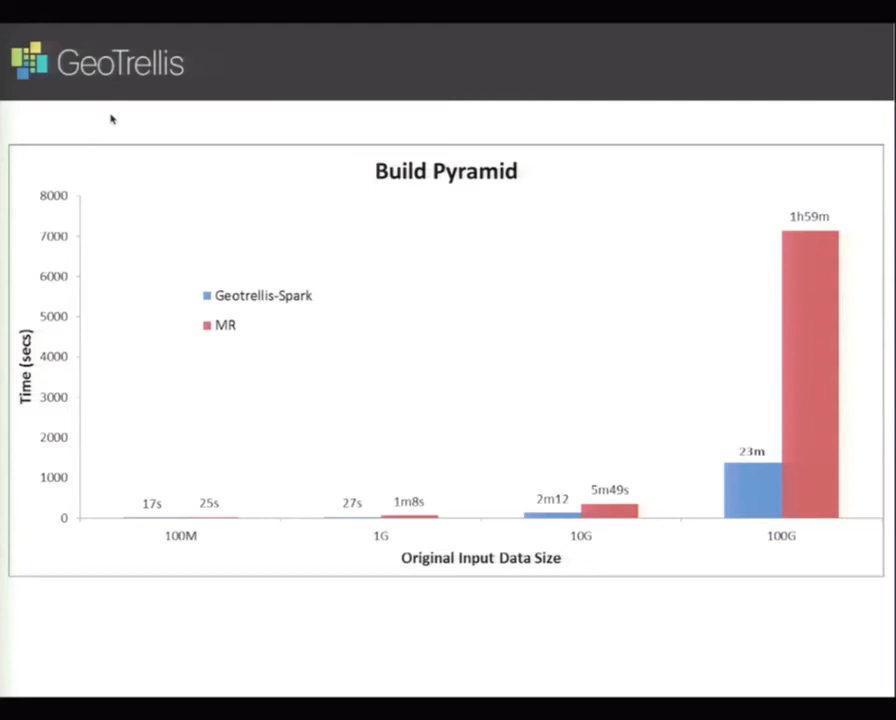 GeoTrellis
Build Pyramid
8000
7000
6000
5000
4000
3000
2000
1000
0
Time (secs)
Geotrellis-Spark
MR
17s
25s
27s
1m8s
2m12
5m49s
23m
1h59m
100M
1G
10G
100G
Original Input Data Size